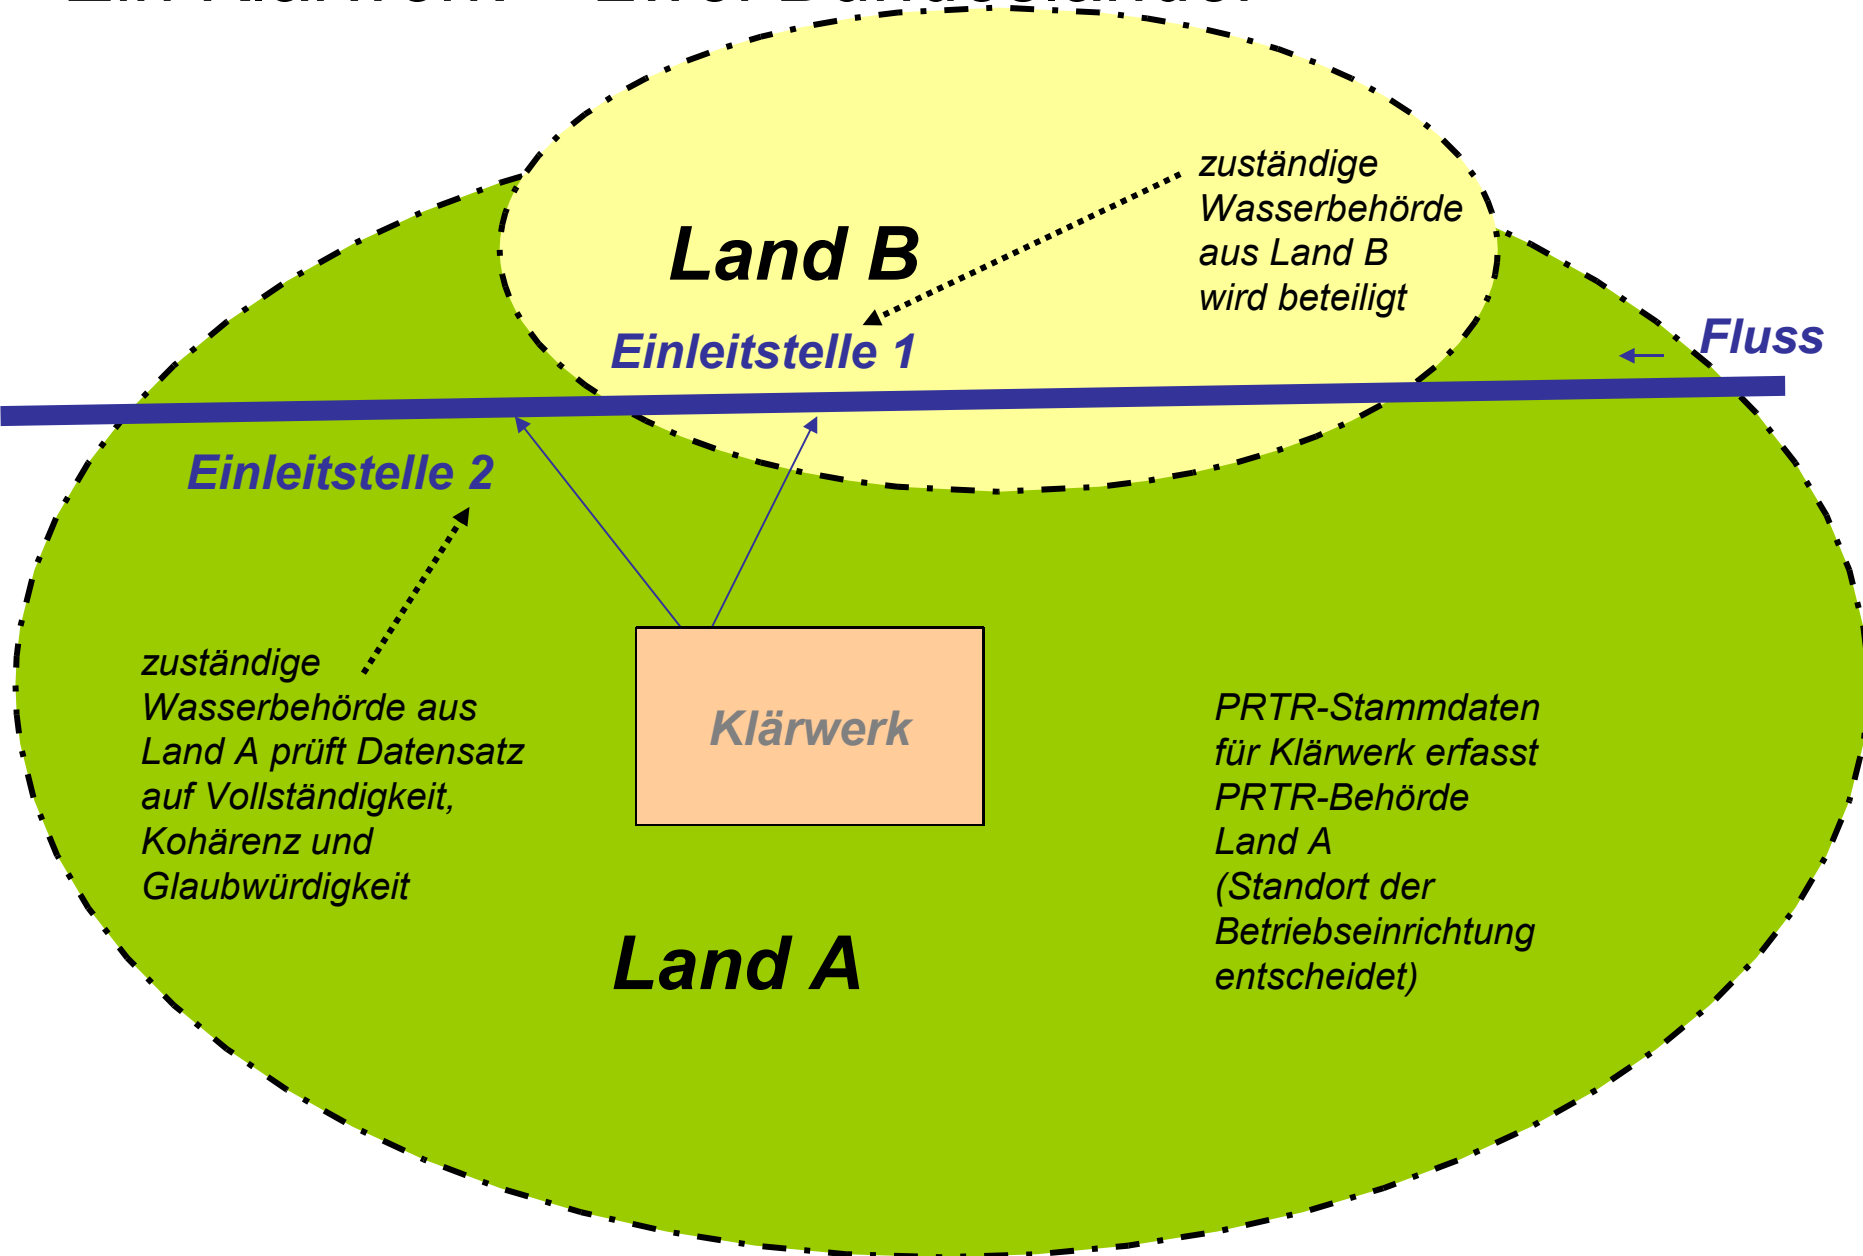 zuständige
Wasserbehörde
aus Land B
wird beteiligt
Land B
Einleitstelle 1
Fluss
Einleitstelle 2
zuständige
Wasserbehörde aus
Land A prüft Datensatz
auf Vollständigkeit,
Kohärenz und
Glaubwürdigkeit
Klärwerk
PRTR-Stammdaten
für Klärwerk erfasst
PRTR-Behörde
Land A
(Standort der
Betriebseinrichtung
entscheidet)
Land A